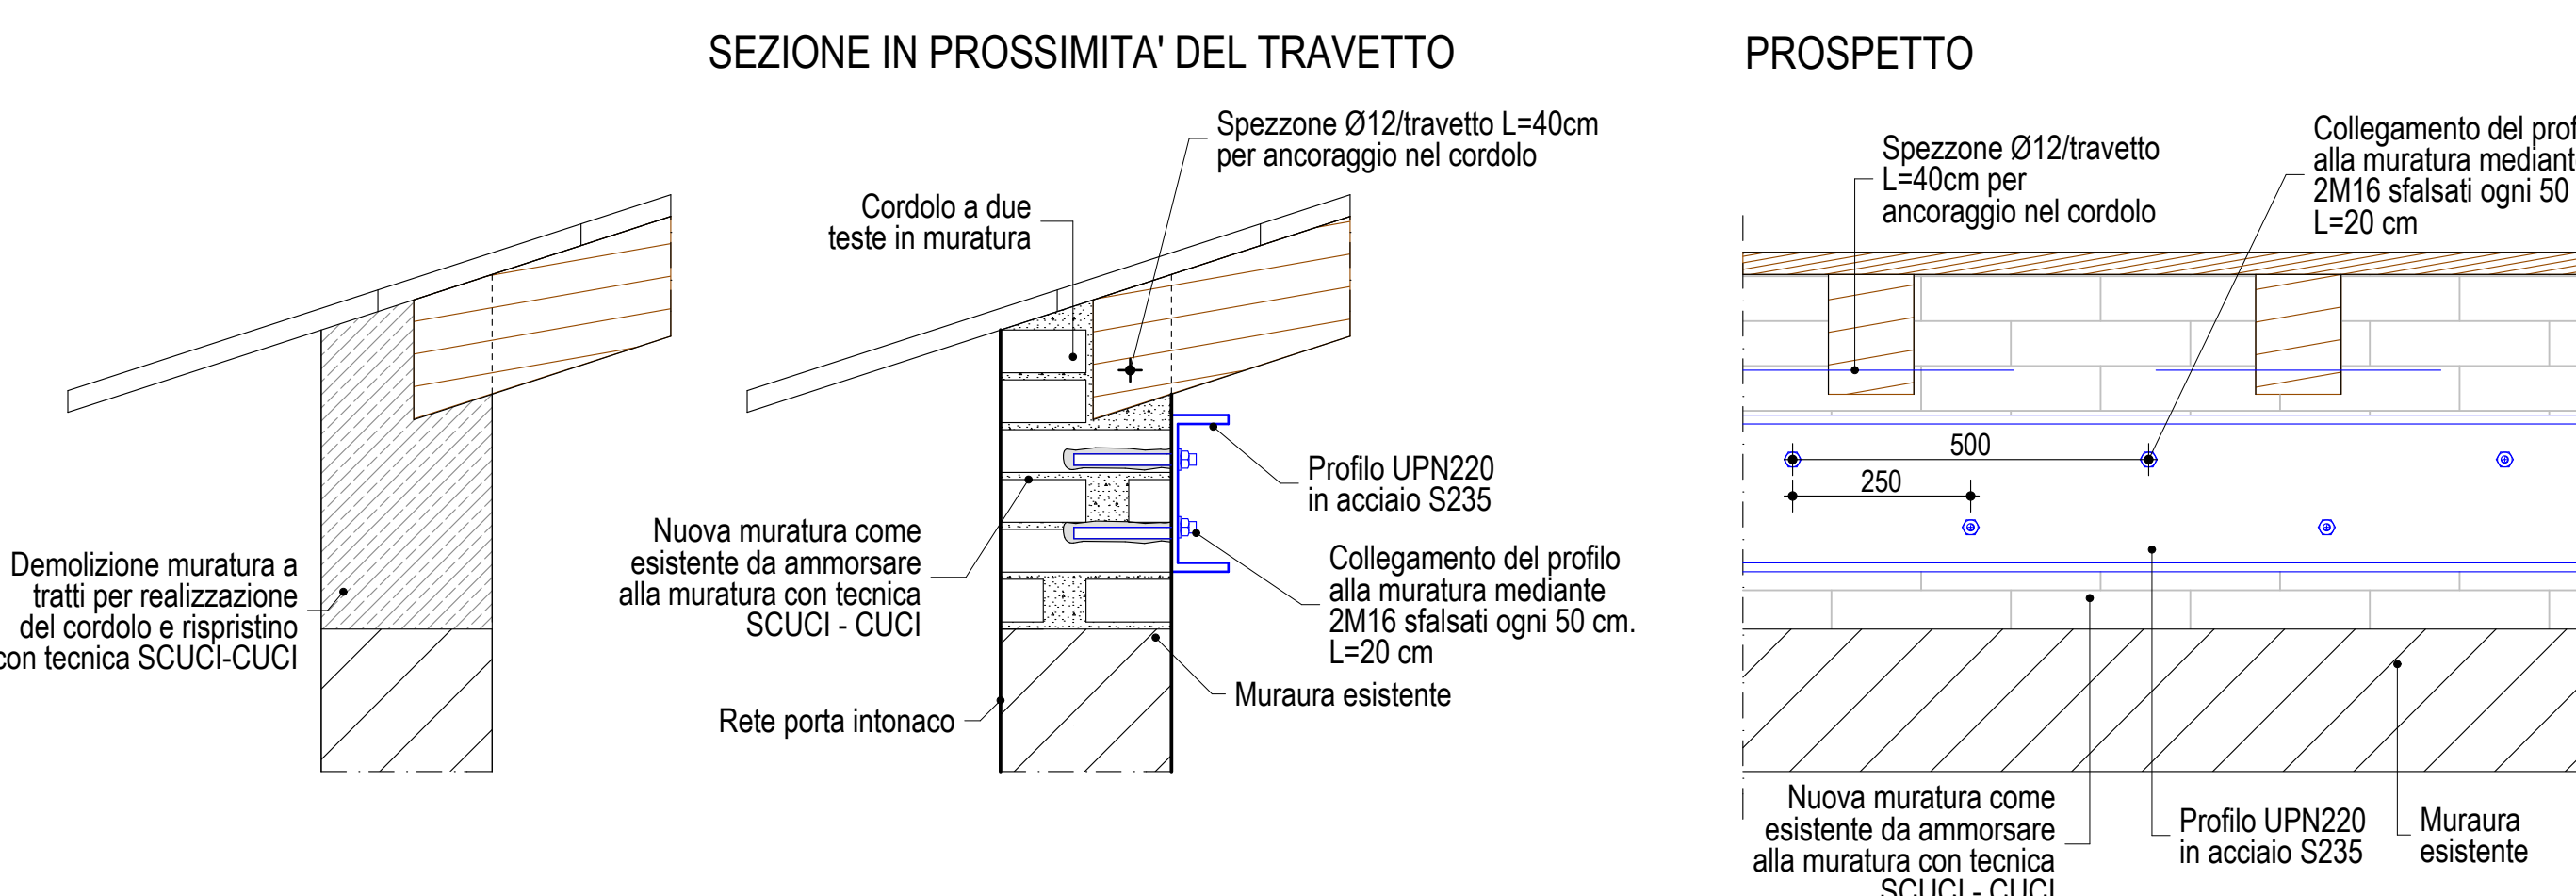 SEZIONE IN PROSSIMITA' DEL TRAVETTO
PROSPETTO
Demolizione muratura a
tratti per realizzazione
del cordolo e rispristino
con tecnica SCUCI-CUCI
Cordolo a due
teste in muratura
Spezzone Ø12/travetto L=40cm
per ancoraggio nel cordolo
Nuova muratura come
esistente da ammorsare
alla muratura con tecnica
SCUCI - CUCI
Rete porta intonaco
Profilo UPN220
in acciaio S235
Collegamento del profilo
alla muratura mediante
2M16 sfalsati ogni 50 cm.
L=20 cm
Muraura esistente
Spezzone Ø12/travetto
L=40cm per
ancoraggio nel cordolo
Collegamento del prof
alla muratura mediant
2M16 sfalsati ogni 50
L=20 cm
500
250
Nuova muratura come
esistente da ammorsare
alla muratura con tecnica
SCUCI - CUCI
Profilo UPN220
in acciaio S235
Muraura
esistente